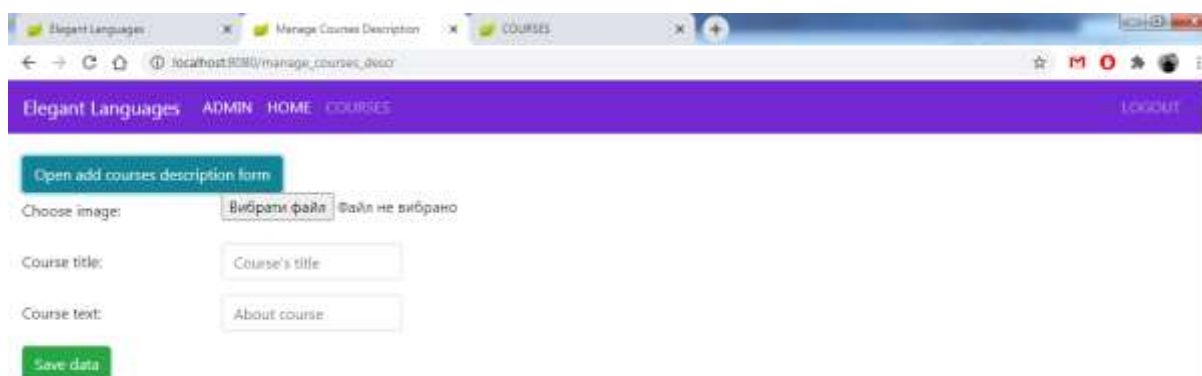 Elegant Languages Manage Courses Description COURSES
localhost:8080/manage_courses_descr
Elegant Languages ADMIN HOME COURSES LOGOUT
Open add courses description form
Choose image: Вибрати файл Файл не вибрано
Course title: Course's title
Course text: About course
Save data